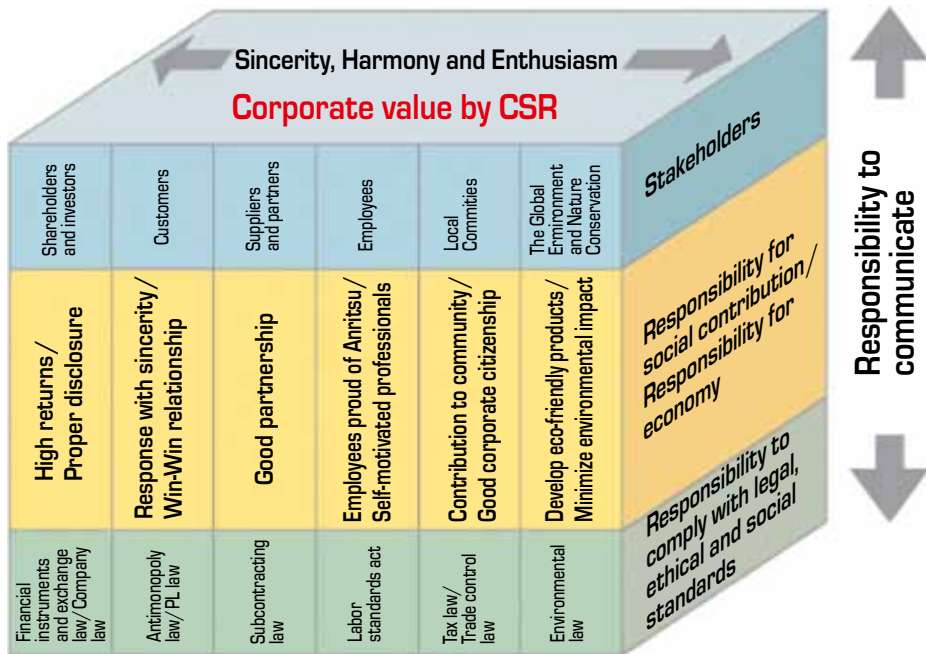 Sincerity, Harmony and Enthusiasm
Corporate value by CSR
Shareholders
and investors
Customers
Suppliers
and partners
Employees
Local
Commities
The Global
Enmironment
and Nature
Conservation
Stakeholders
High returns/
Proper disclosure
Response with sincerity/
Win-Win relationship
Good partnership
Employees proud of Anritsu/
Self-motivated professionals
Contribution to community/
Good corporate citizenship
Develop eco-friendly products/
Minimize environmental impact
Responsibility for
social contribution/
Responsibility for
economy
Financial
instruments
and exchange
law/Company
law
Antimonopoly
law/PL law
Subcontracting
law
Labor
standards act
Tax law/
Trade control
law
Environmental
law
Responsibility to
comply with legal,
ethical and social
standards
Responsibility to
communicate